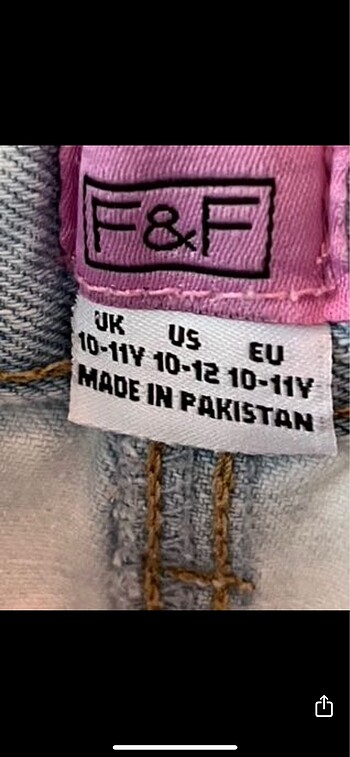 F&F
UK US EU
10-11Y 10-12 10-11Y
MADE IN PAKISTAN